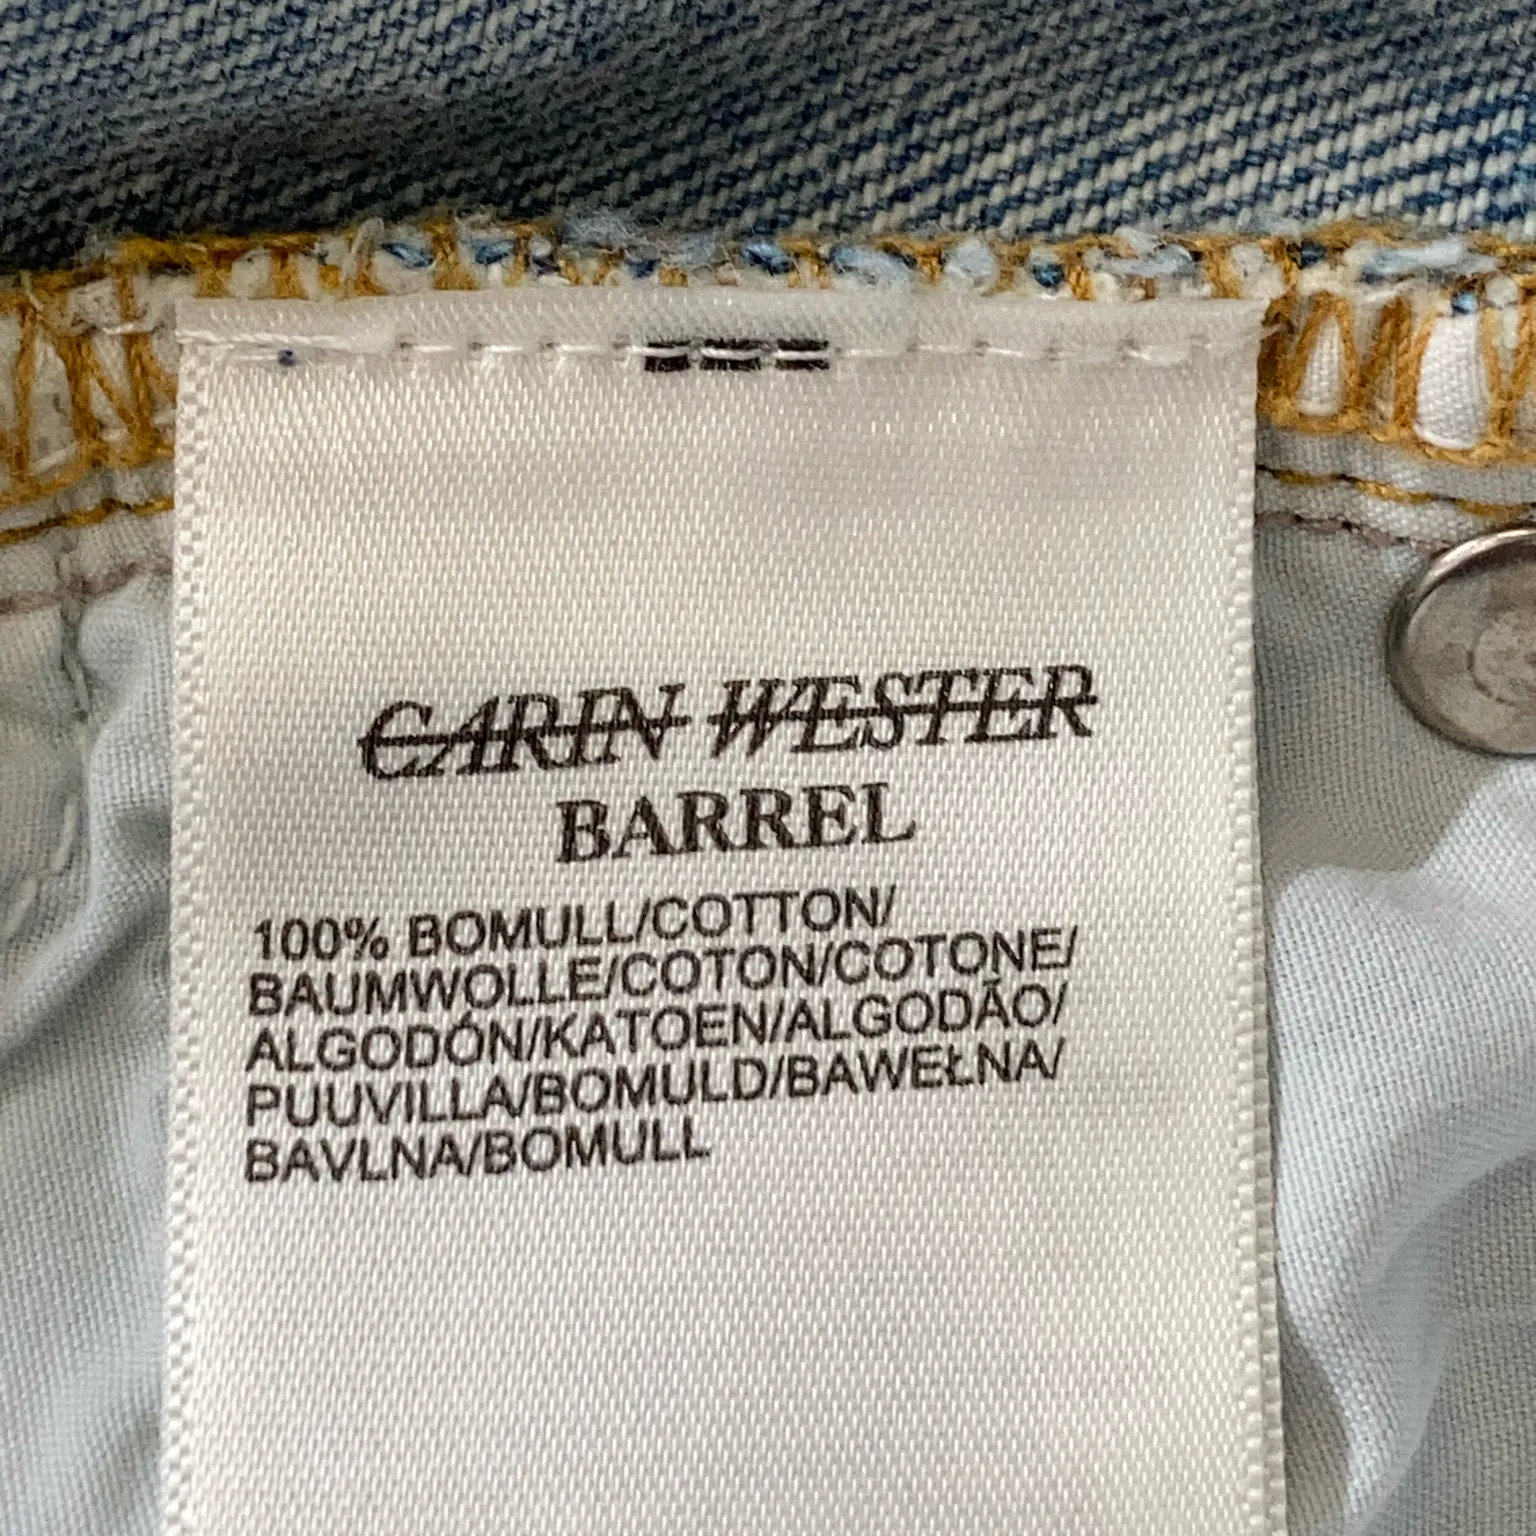 CARIN WESTER
BARREL
100% BOMULL/COTTON/
BAUMWOLLE/COTON/COTONE/
ALGODÓN/KATOEN/ALGODÃO/
PUUVILLA/BOMULD/BAWEŁNA/
BAVLNA/BOMULL